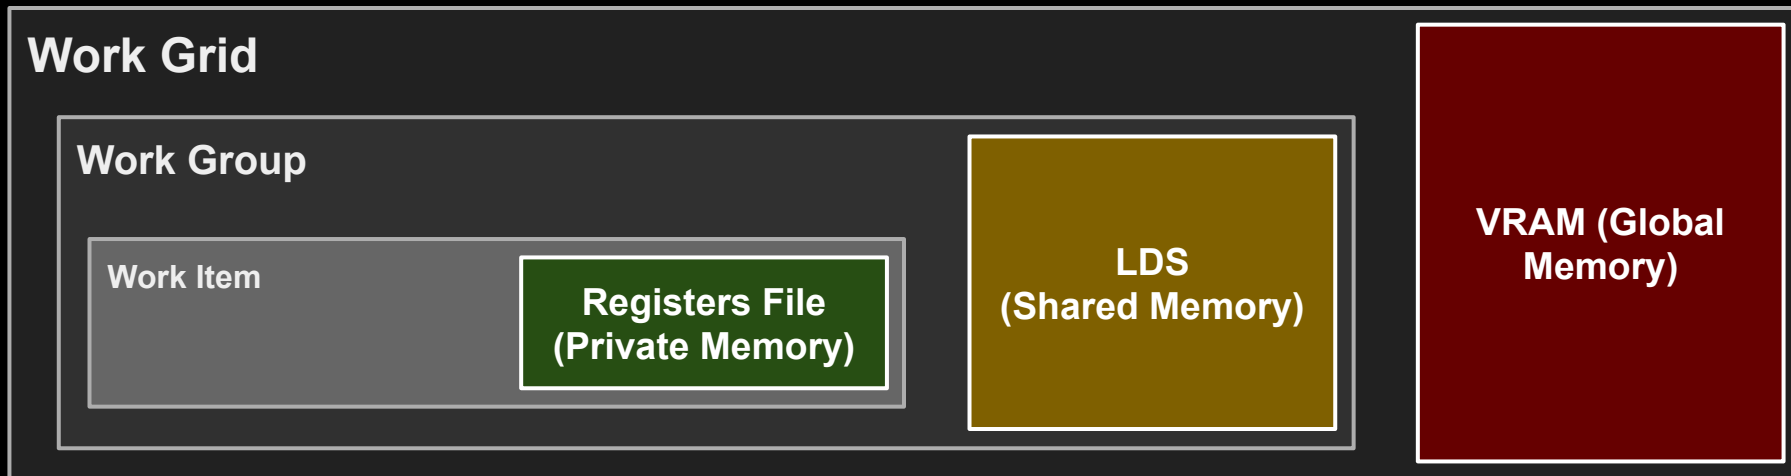 Work Grid
Work Group
Work Item
Registers File
(Private Memory)
LDS
(Shared Memory)
VRAM (Global
Memory)